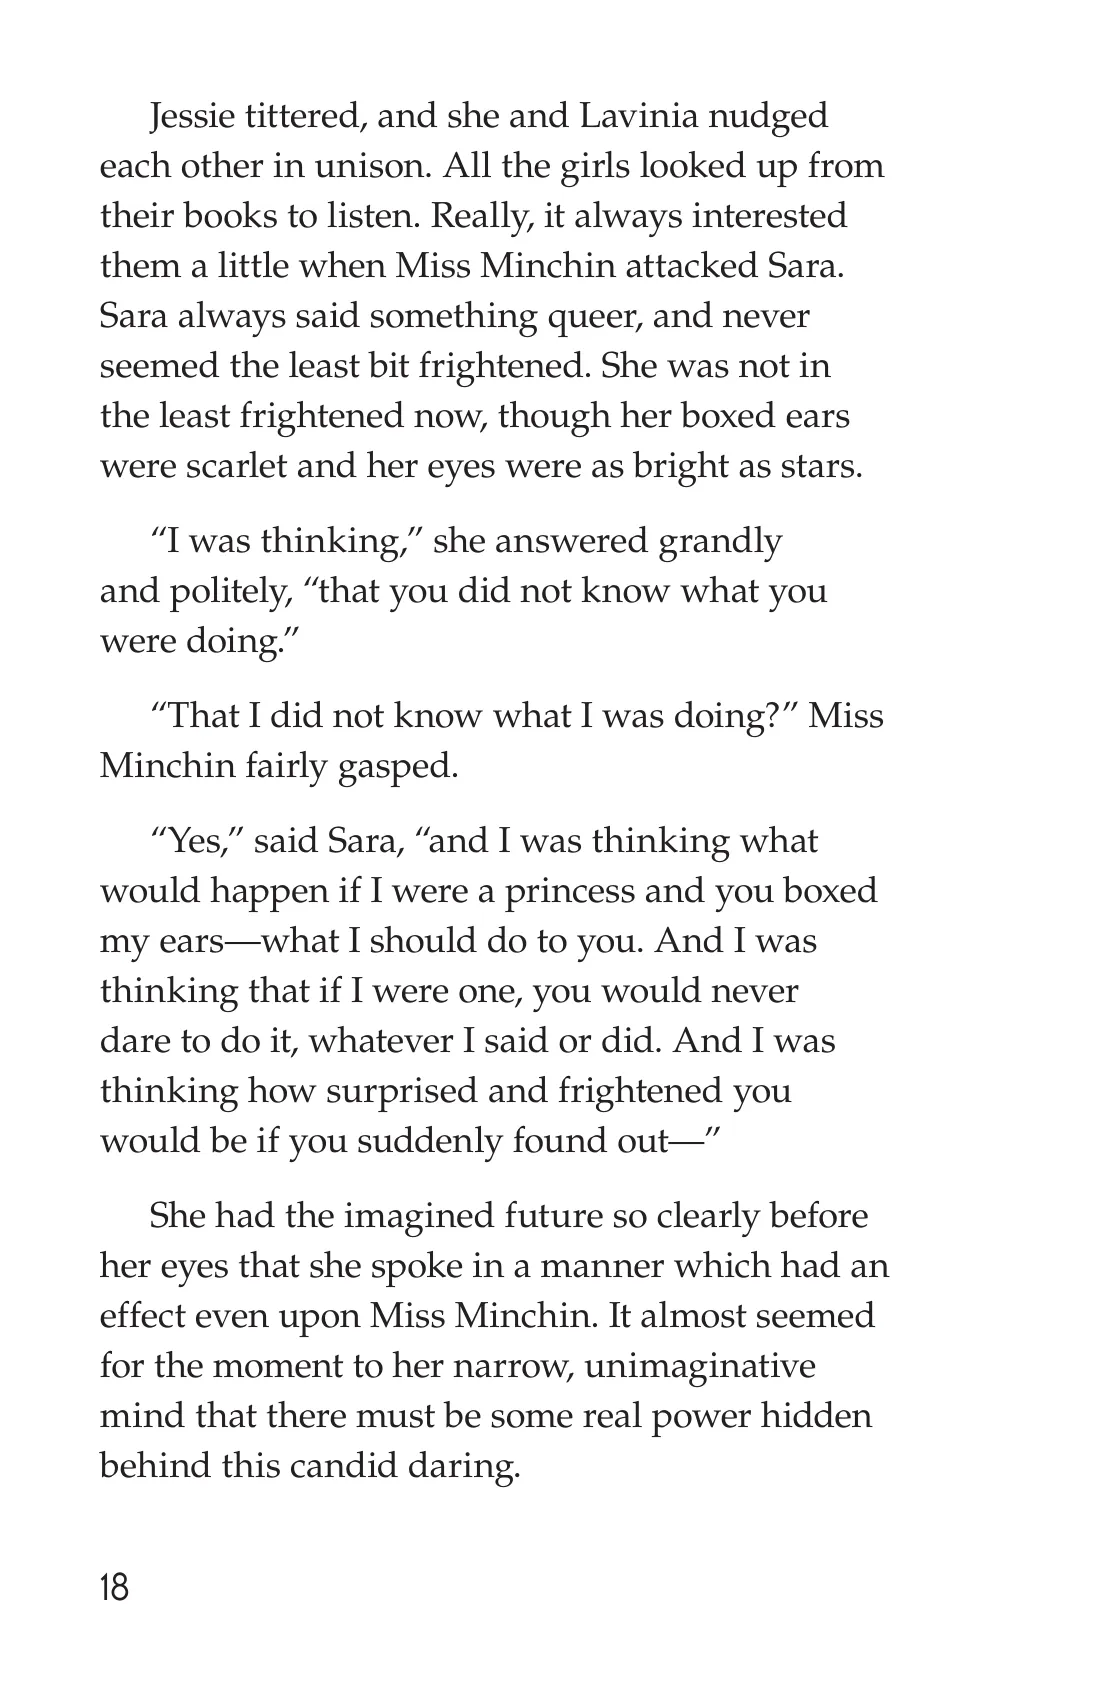 Jessie tittered, and she and Lavinia nudged
each other in unison. All the girls looked up from
their books to listen. Really, it always interested
them a little when Miss Minchin attacked Sara.
Sara always said something queer, and never
seemed the least bit frightened. She was not in
the least frightened now, though her boxed ears
were scarlet and her eyes were as bright as stars.
“I was thinking,” she answered grandly
and politely, “that you did not know what you
were doing.”
“That I did not know what I was doing?” Miss
Minchin fairly gasped.
“Yes,” said Sara, “and I was thinking what
would happen if I were a princess and you boxed
my ears—what I should do to you. And I was
thinking that if I were one, you would never
dare to do it, whatever I said or did. And I was
thinking how surprised and frightened you
would be if you suddenly found out—”
She had the imagined future so clearly before
her eyes that she spoke in a manner which had an
effect even upon Miss Minchin. It almost seemed
for the moment to her narrow, unimaginative
mind that there must be some real power hidden
behind this candid daring.
18